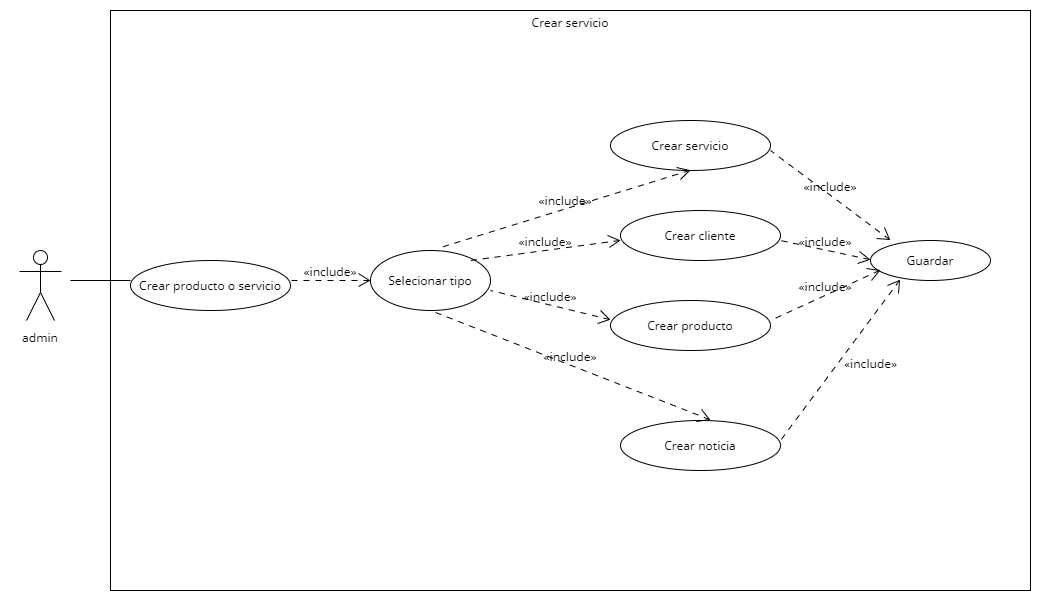 Crear servicio
Crear servicio
«include»
«include»
Crear cliente
«include»
«include»
Guardar
«include»
Selecionar tipo
Crear producto o servicio
«include»
«include»
Crear producto
admin
«include»
«include»
Crear noticia